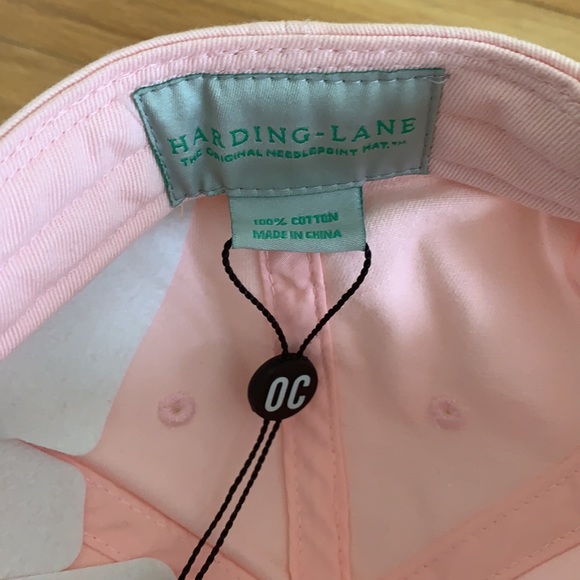 HARDING-LANE
THE ORIGINAL NEEDLEPOINT HAT.™
100% COTTON
MADE IN CHINA
OC